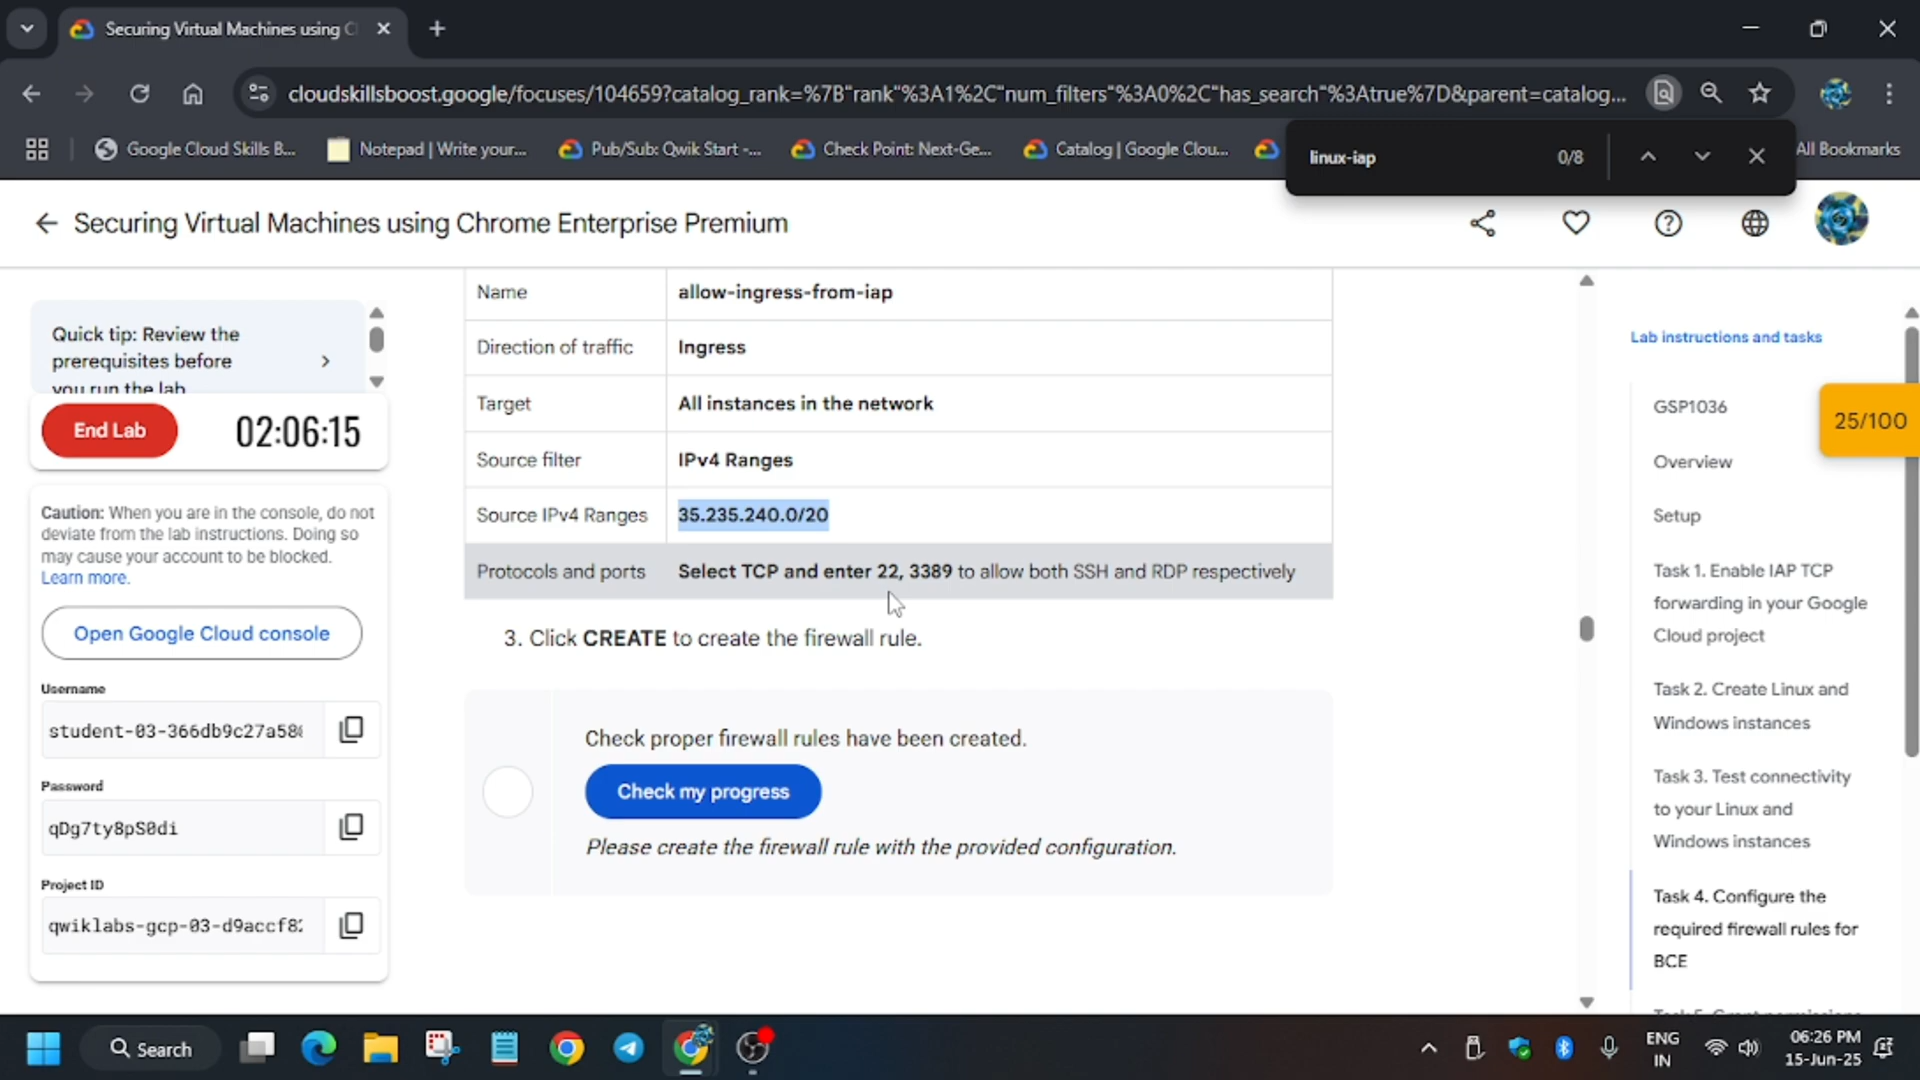 Securing Virtual Machines using C
cloudskillsboost.google/focuses/104659?catalog_rank=%7B"rank"%3A1%2C"num_filters"%3A0%2C"has_search"%3Atrue%7D&parent=catalog...
Google Cloud Skills B...
Notepad | Write your...
Pub/Sub: Qwik Start -...
Check Point: Next-Ge...
Catalog | Google Clou...
All Bookmarks
linux-iap
0/8
Securing Virtual Machines using Chrome Enterprise Premium
Quick tip: Review the
prerequisites before
you run the lab
End Lab
02:06:15
Caution: When you are in the console, do not
deviate from the lab instructions. Doing so
may cause your account to be blocked.
Learn more.
Open Google Cloud console
Username
student-03-366db9c27a58
Password
qDg7ty8pS0di
Project ID
qwiklabs-gcp-03-d9accf8
Name
allow-ingress-from-iap
Direction of traffic
Ingress
Target
All instances in the network
Source filter
IPv4 Ranges
Source IPv4 Ranges
35.235.240.0/20
Protocols and ports
Select TCP and enter 22, 3389 to allow both SSH and RDP respectively
3. Click CREATE to create the firewall rule.
Check proper firewall rules have been created.
Check my progress
Please create the firewall rule with the provided configuration.
Lab instructions and tasks
25/100
GSP1036
Overview
Setup
Task 1. Enable IAP TCP
forwarding in your Google
Cloud project
Task 2. Create Linux and
Windows instances
Task 3. Test connectivity
to your Linux and
Windows instances
Task 4. Configure the
required firewall rules for
BCE
Search
ENG
IN
06:26 PM
15-Jun-25